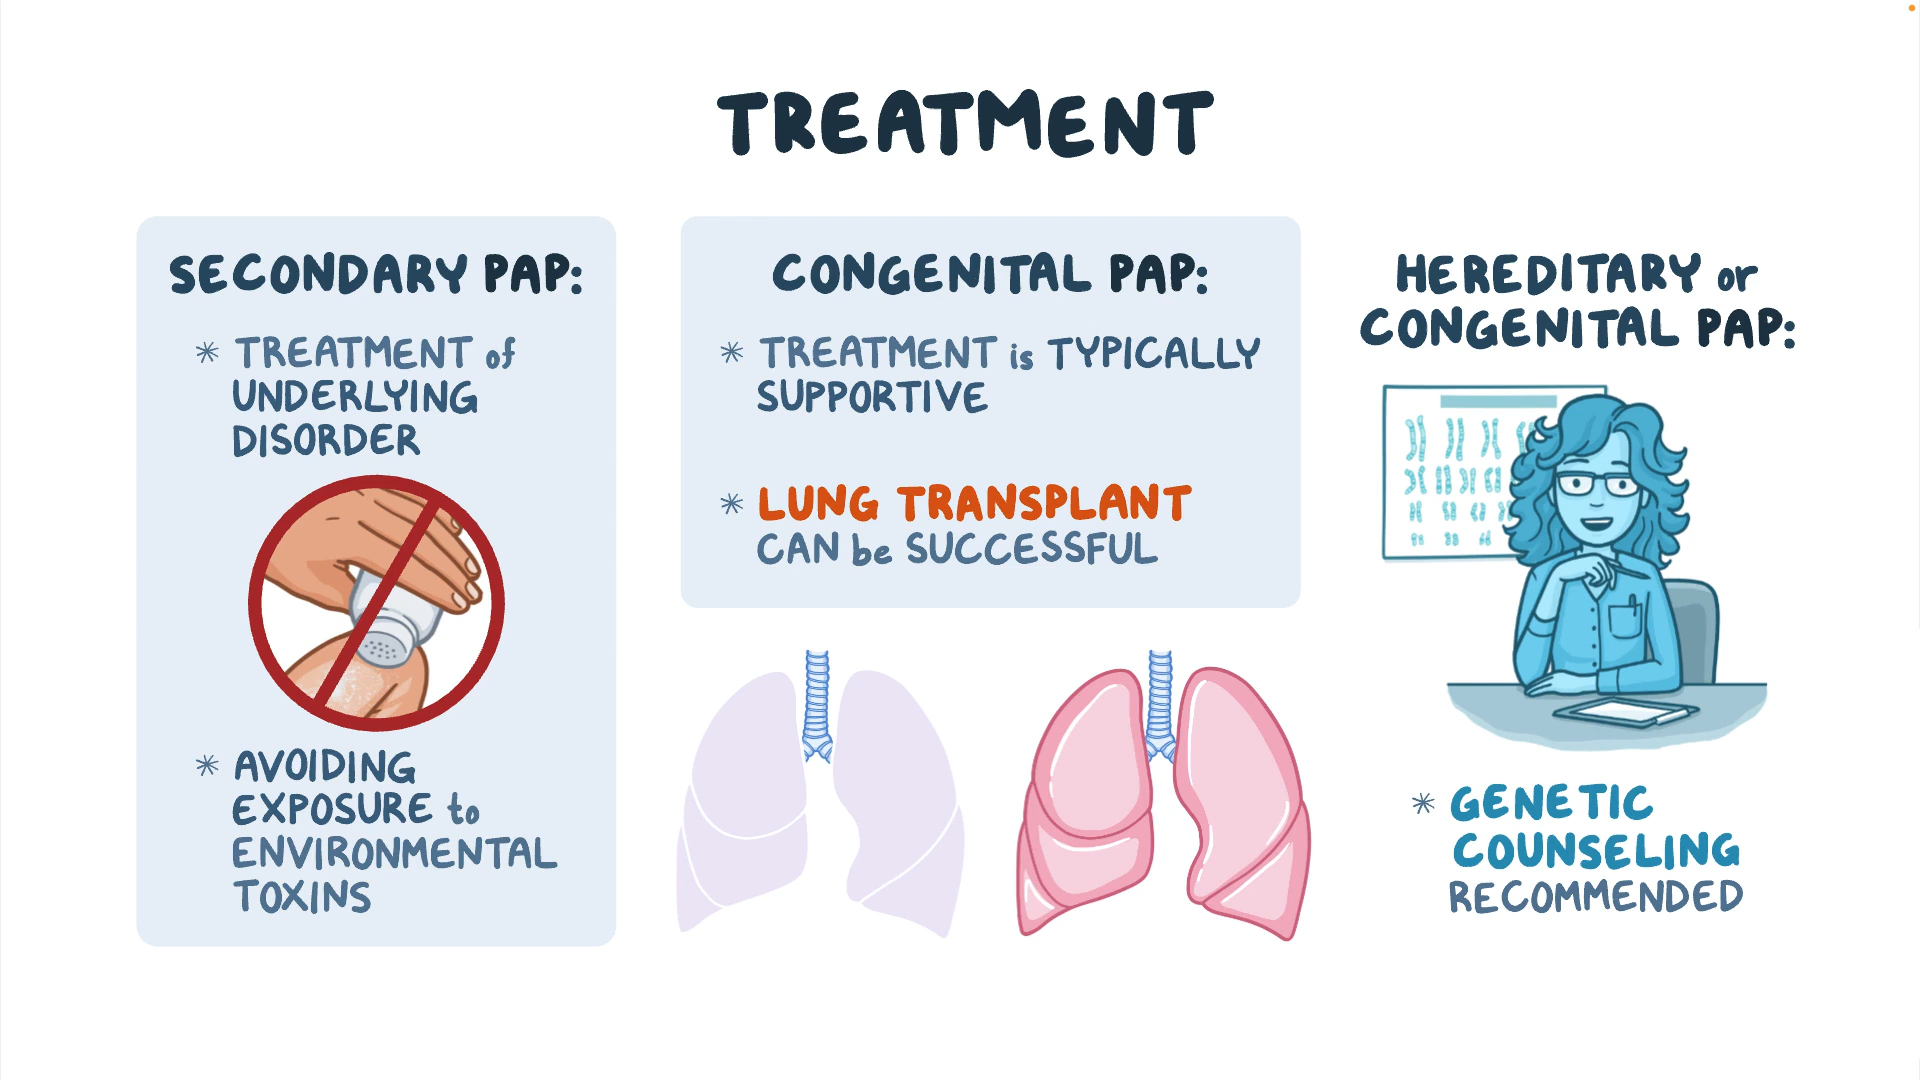 TREATMENT
SECONDARY PAP:
* TREATMENT of
UNDERLYING
DISORDER
* AVOIDING
EXPOSURE to
ENVIRONMENTAL
TOXINS
CONGENITAL PAP:
* TREATMENT is TYPICALLY
SUPPORTIVE
* LUNG TRANSPLANT
CAN be SUCCESSFUL
HEREDITARY or
CONGENITAL PAP:
* GENETIC
COUNSELING
RECOMMENDED